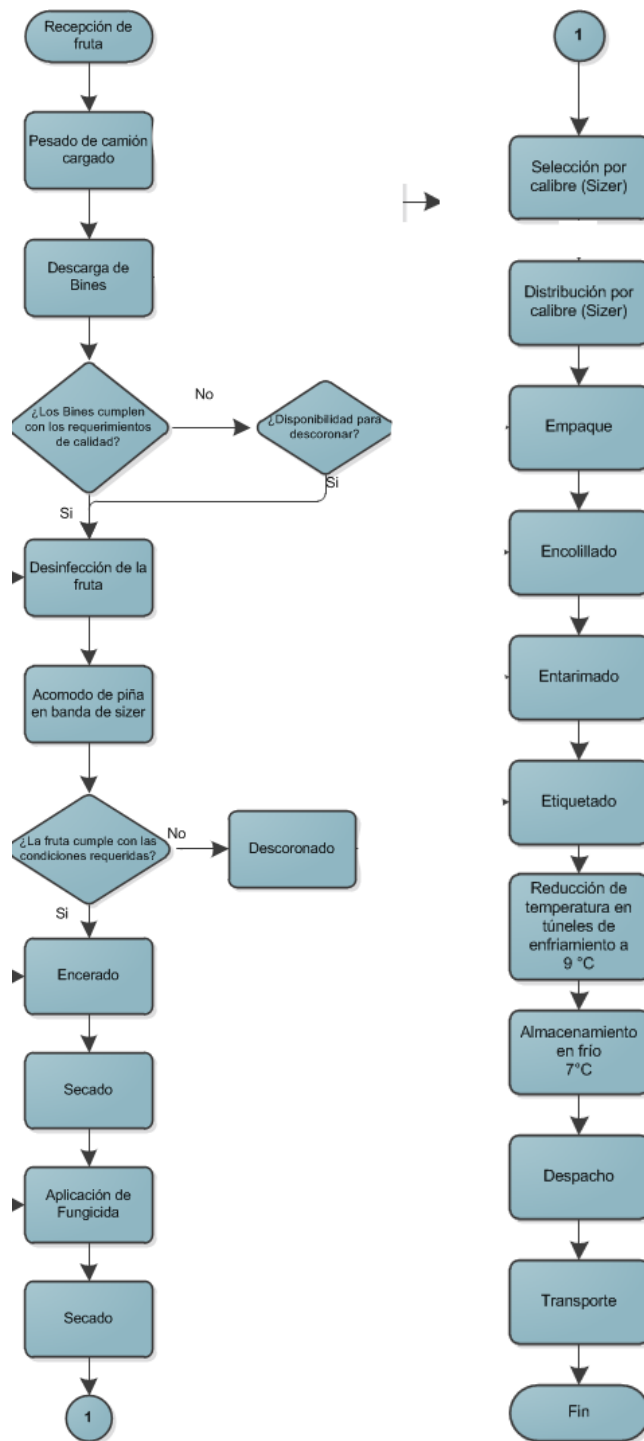 Recepción de
fruta
Pesado de camión
cargado
Descarga de
Bines
¿Los Bines cumplen
con los requerimientos
de calidad?
No
¿Disponibilidad para
descoronar?
Si
Si
Desinfección de la
fruta
Acomodo de piña
en banda de sizer
¿La fruta cumple con las
condiciones requeridas?
No
Descoronado
Si
Encerado
Secado
Aplicación de
Fungicida
Secado
1
1
Selección por
calibre (Sizer)
Distribución por
calibre (Sizer)
Empaque
Encolillado
Entarimado
Etiquetado
Reducción de
temperatura en
túneles de
enfriamiento a
9 °C
Almacenamiento
en frío
7°C
Despacho
Transporte
Fin